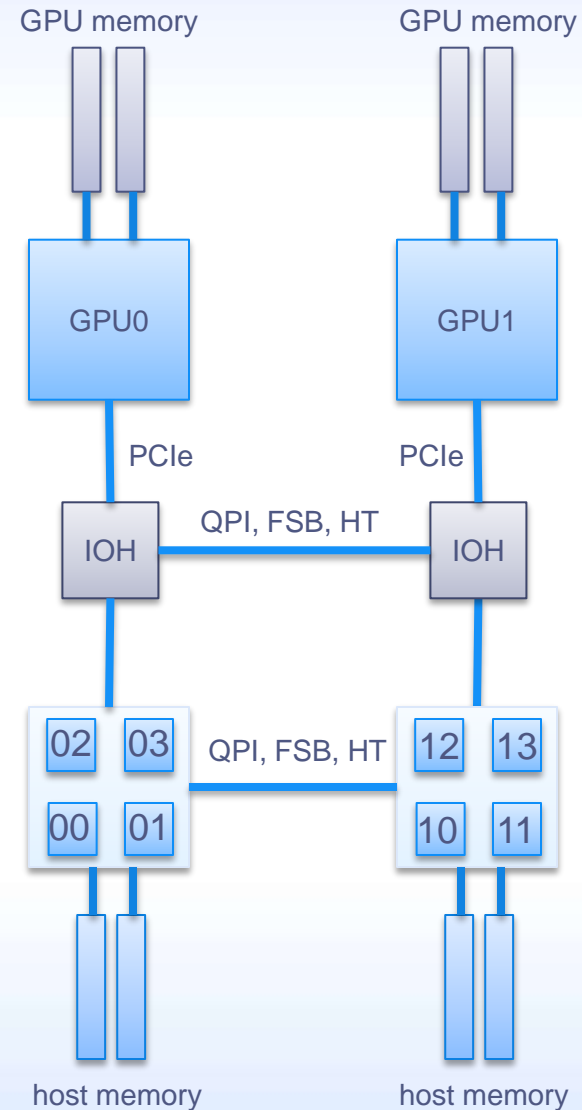 GPU memory
GPU memory
GPU0
GPU1
PCIe
PCIe
QPI, FSB, HT
IOH
IOH
02 03
QPI, FSB, HT
12 13
00 01
10 11
host memory
host memory